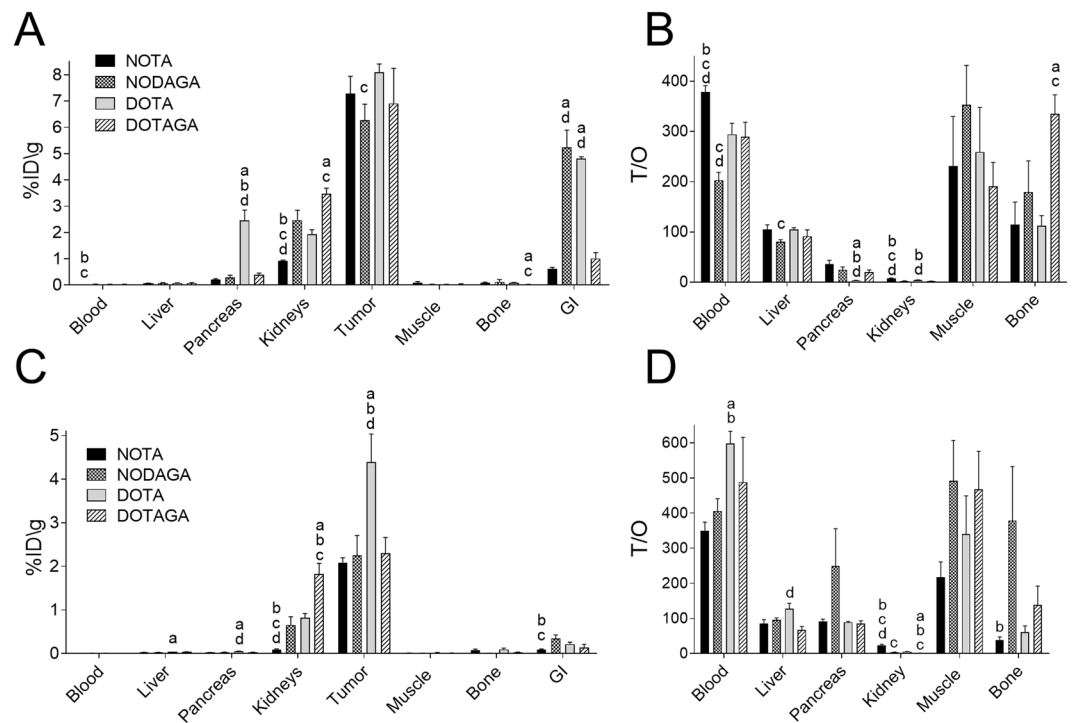 A
NOTA
NODAGA
DOTA
DOTAGA
%ID\g
8
7
6
5
4
3
2
1
0
b
c
a
b
d
b
c
d
a
c
c
a
c
a
d
a
d
Blood
Liver
Pancreas
Kidneys
Tumor
Muscle
Bone
GI
B
T/O
400
300
200
100
0
b
c
d
c
d
c
a
b
d
b
c
d
b
d
a
c
Blood
Liver
Pancreas
Kidneys
Muscle
Bone
C
NOTA
NODAGA
DOTA
DOTAGA
%ID\g
5
4
3
2
1
0
a
a
d
b
c
d
a
b
c
a
b
d
b
c
Blood
Liver
Pancreas
Kidneys
Tumor
Muscle
Bone
GI
D
T/O
600
500
400
300
200
100
0
a
b
d
b
c
d
c
a
b
c
b
Blood
Liver
Pancreas
Kidney
Muscle
Bone